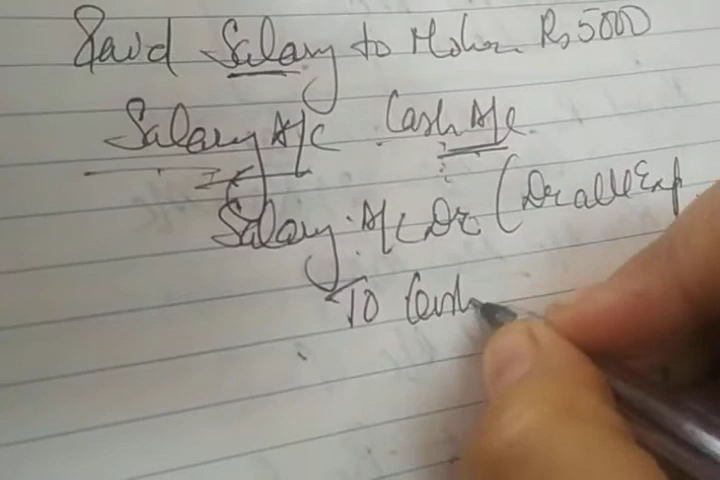 Paid Salary to Mohan Rs 5000
Salary A/c Cash A/c.
Salary A/c Dr (Dr all Exp
To Cash